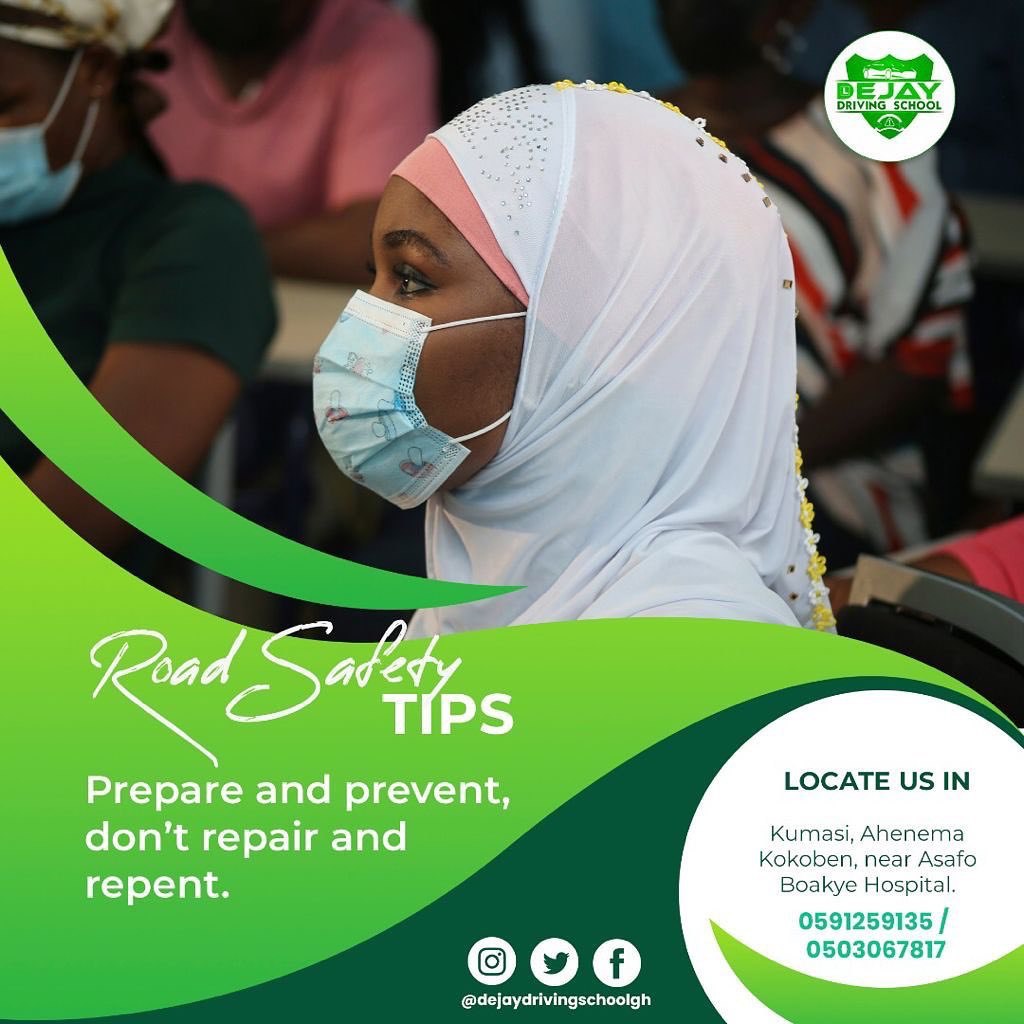 DEJAY
DRIVING SCHOOL
Road Safety
TIPS
Prepare and prevent,
don't repair and
repent.
LOCATE US IN
Kumasi, Ahenema
Kokoben, near Asafo
Boakye Hospital.
0591259135 /
0503067817
@dejaydrivingschoolgh